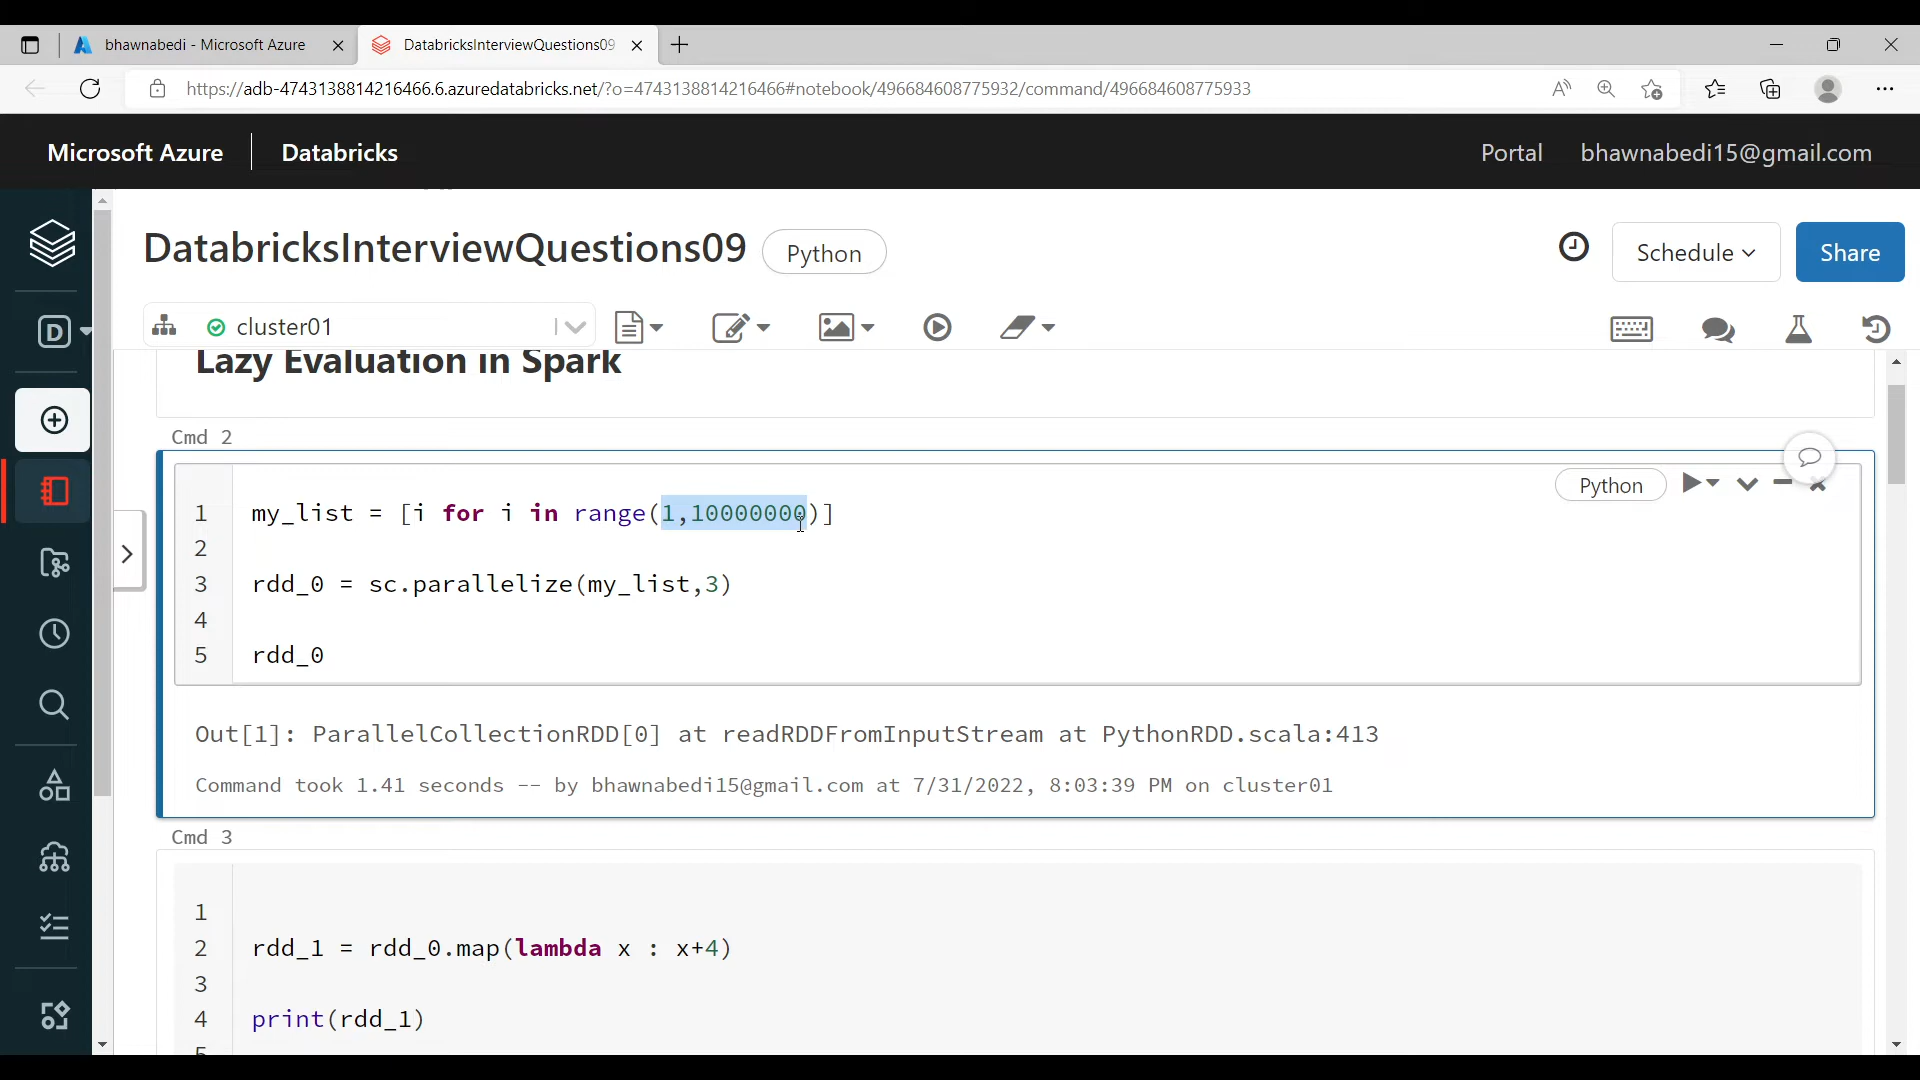 bhawnabedi - Microsoft Azure
DatabricksInterviewQuestions09
https://adb-4743138814216466.6.azuredatabricks.net/?o=4743138814216466#notebook/496684608775932/command/496684608775933
Microsoft Azure Databricks Portal bhawnabedi15@gmail.com
DatabricksInterviewQuestions09 Python Schedule Share
D
cluster01
Lazy Evaluation in Spark
Cmd 2
Python
1 my_list = [i for i in range(1,10000000)]
2
3 rdd_0 = sc.parallelize(my_list,3)
4
5 rdd_0
Out[1]: ParallelCollectionRDD[0] at readRDDFromInputStream at PythonRDD.scala:413
Command took 1.41 seconds -- by bhawnabedi15@gmail.com at 7/31/2022, 8:03:39 PM on cluster01
Cmd 3
1
2 rdd_1 = rdd_0.map(lambda x : x+4)
3
4 print(rdd_1)
5